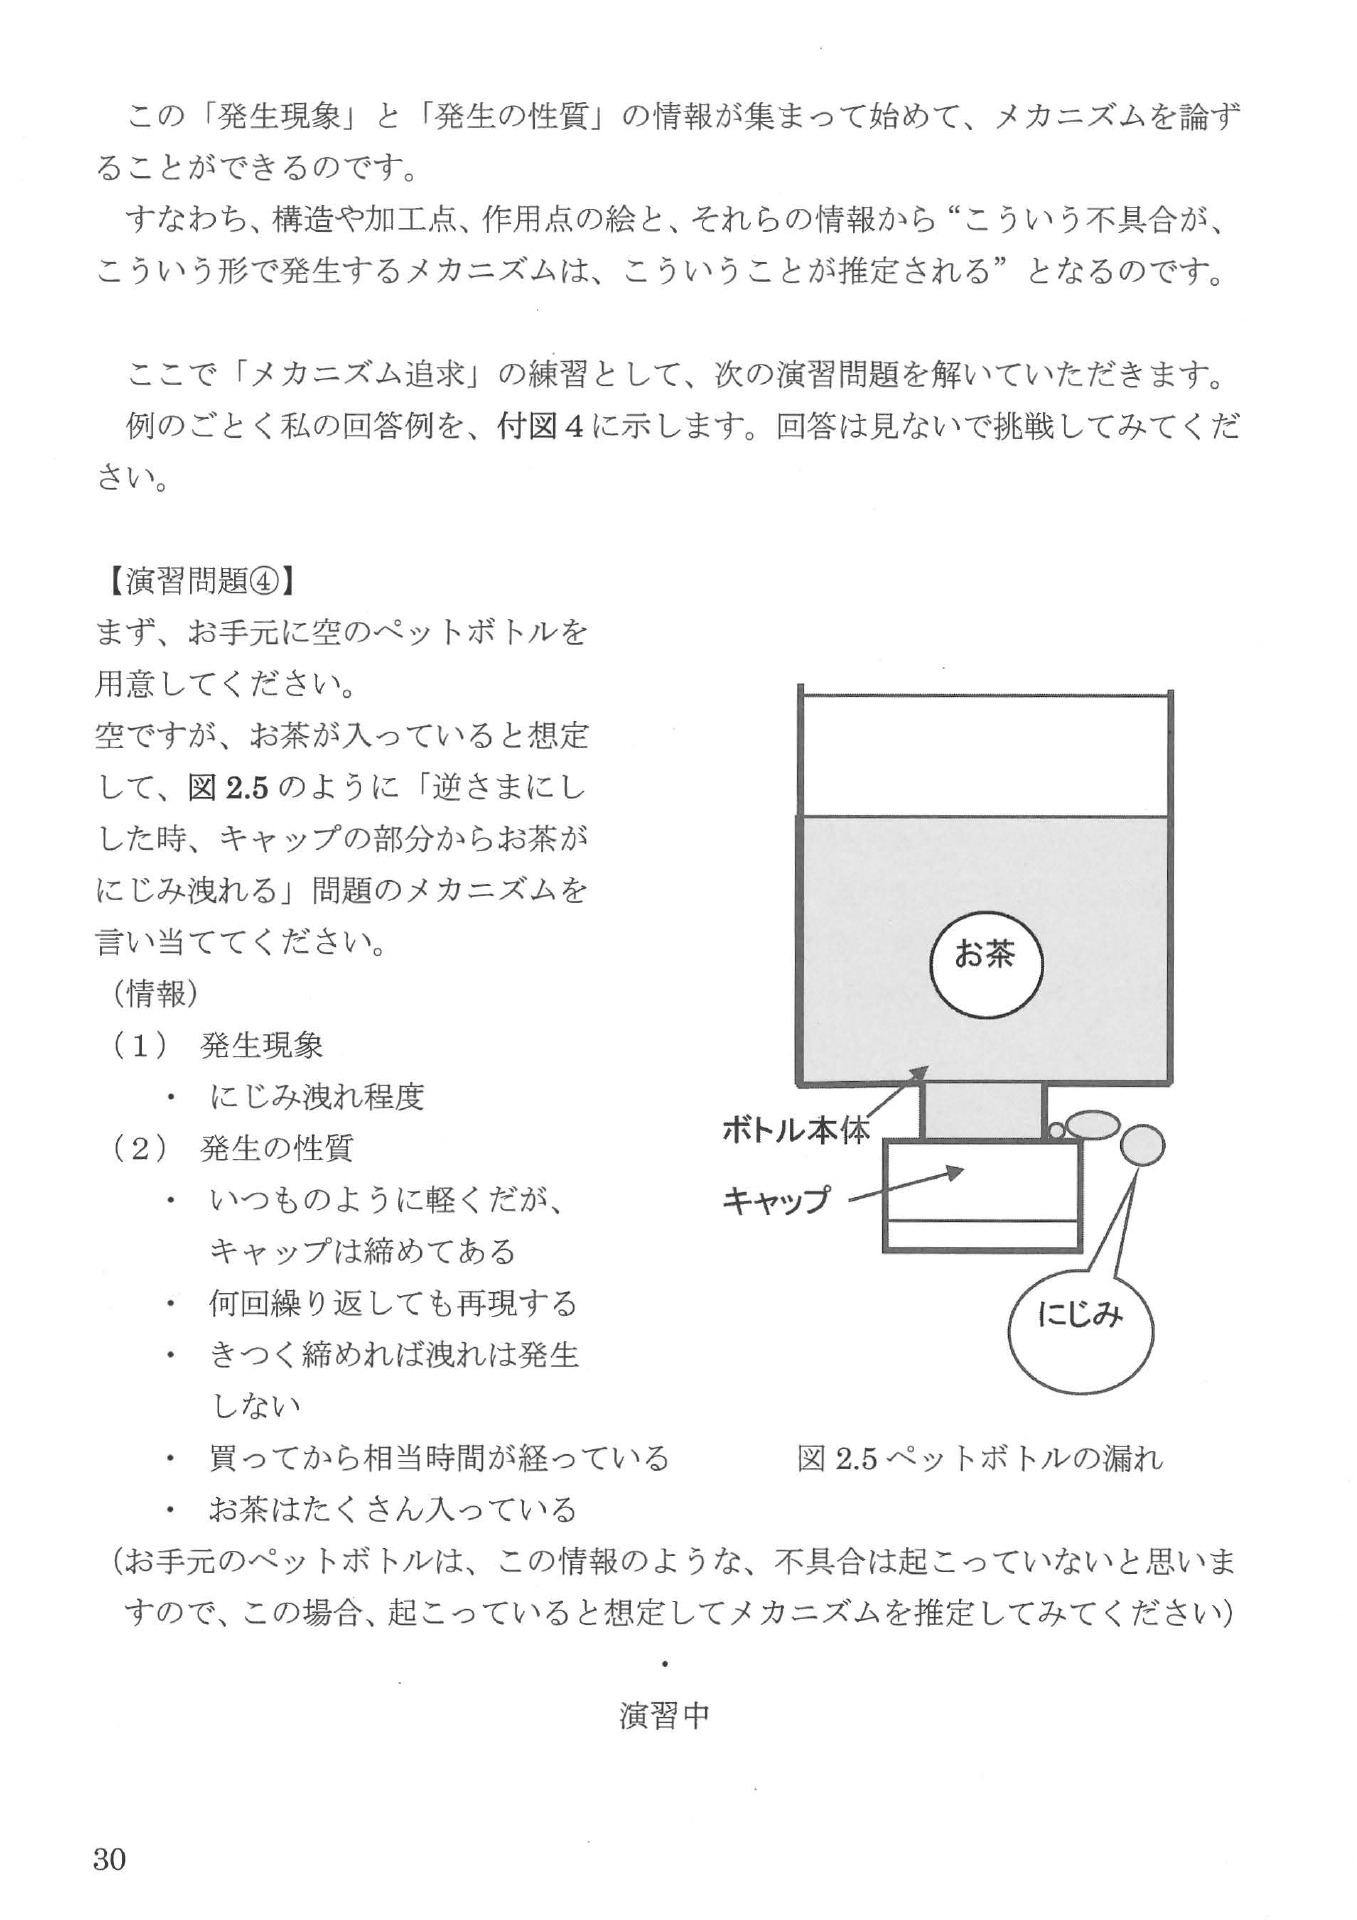 この「発生現象」と「発生の性質」の情報が集まって始めて、メカニズムを論ず
ることができるのです。
すなわち、構造や加工点、作用点の絵と、それらの情報から“こういう不具合が、
こういう形で発生するメカニズムは、こういうことが推定される”となるのです。
ここで「メカニズム追求」の練習として、次の演習問題を解いていただきます。
例のごとく私の回答例を、付図４に示します。回答は見ないで挑戦してみてくだ
さい。
【演習問題④】
まず、お手元に空のペットボトルを
用意してください。
空ですが、お茶が入っていると想定
して、図 2.5 のように「逆さまにし
した時、キャップの部分からお茶が
にじみ洩れる」問題のメカニズムを
言い当ててください。
（情報）
（１） 発生現象
・ にじみ洩れ程度
（２） 発生の性質
・ いつものように軽くだが、
キャップは締めてある
・ 何回繰り返しても再現する
・ きつく締めれば洩れは発生
しない
・ 買ってから相当時間が経っている
・ お茶はたくさん入っている
お茶
ボトル本体
キャップ
にじみ
図 2.5 ペットボトルの漏れ
（お手元のペットボトルは、この情報のような、不具合は起こっていないと思いま
すので、この場合、起こっていると想定してメカニズムを推定してみてください）
・
演習中
30